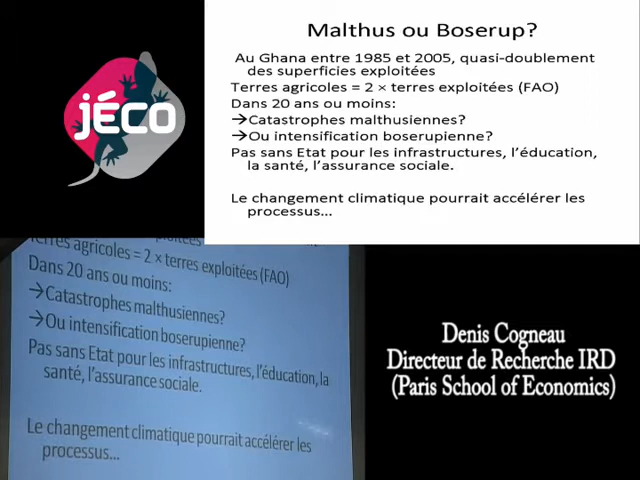 jéco
Malthus ou Boserup?
Au Ghana entre 1985 et 2005, quasi-doublement
des superficies exploitées
Terres agricoles = 2 × terres exploitées (FAO)
Dans 20 ans ou moins:
→Catastrophes malthusiennes?
→Ou intensification boserupienne?
Pas sans Etat pour les infrastructures, l’éducation,
la santé, l’assurance sociale.
Le changement climatique pourrait accélérer les
processus...
Terres agricoles = 2 × terres exploitées (FAO)
Dans 20 ans ou moins:
→Catastrophes malthusiennes?
→Ou intensification boserupienne?
Pas sans Etat pour les infrastructures, l’éducation, la
santé, l’assurance sociale.
Le changement climatique pourrait accélérer les
processus...
Denis Cogneau
Directeur de Recherche IRD
(Paris School of Economics)